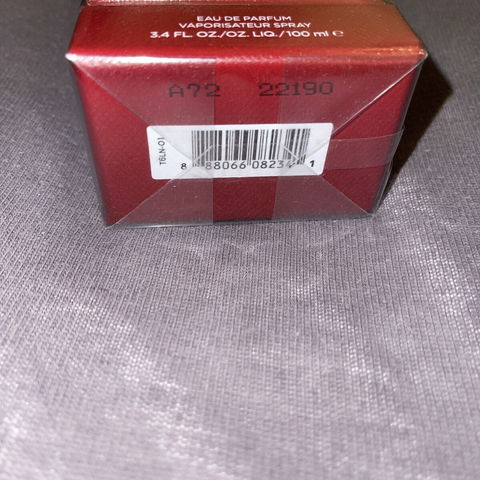 EAU DE PARFUM
VAPORISATEUR SPRAY
3.4 FL. OZ./OZ. LIQ./100 ml ℮
A72 22190
T6LN-01
8 88066 08234 1